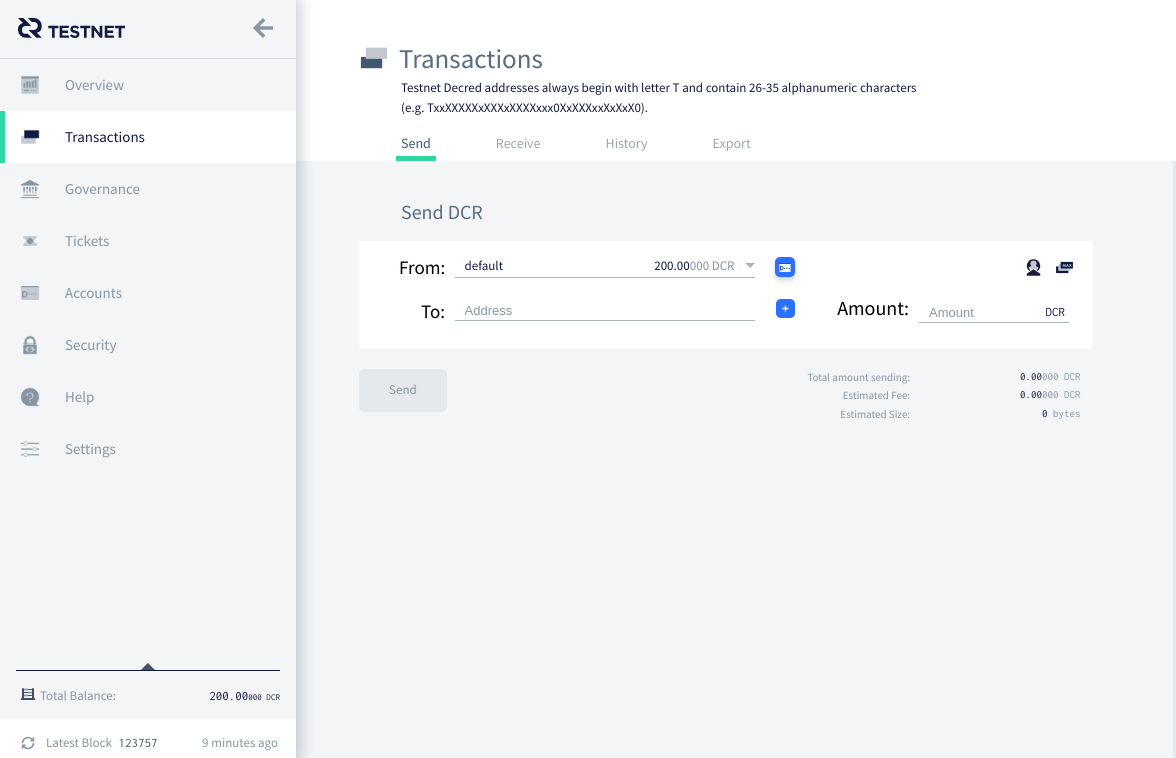 TESTNET
Overview
Transactions
Governance
Tickets
Accounts
Security
Help
Settings
Total Balance: 200.00000 DCR
Latest Block 123757 9 minutes ago
Transactions
Testnet Decred addresses always begin with letter T and contain 26-35 alphanumeric characters
(e.g. TxxXXXXXxXXXxXXXXxxx0XxXXXxxXxXxX0).
Send Receive History Export
Send DCR
From: default 200.00000 DCR
To: Address + Amount: Amount DCR
MAX
Send
Total amount sending: 0.00000 DCR
Estimated Fee: 0.00000 DCR
Estimated Size: 0 bytes